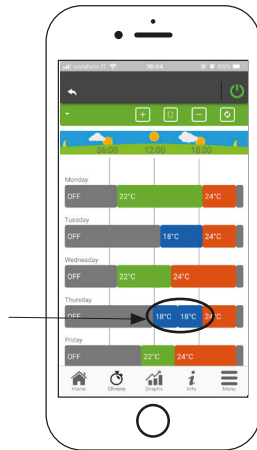 vodafone IT 16:04 60%
06:00 12:00 18:00
Monday
OFF 22°C 24°C
Tuesday
OFF 18°C 24°C
Wednesday
OFF 22°C 24°C
Thursday
OFF 18°C 18°C 24°C
Friday
OFF 22°C 24°C
Home Chrono Graphs Info Menu